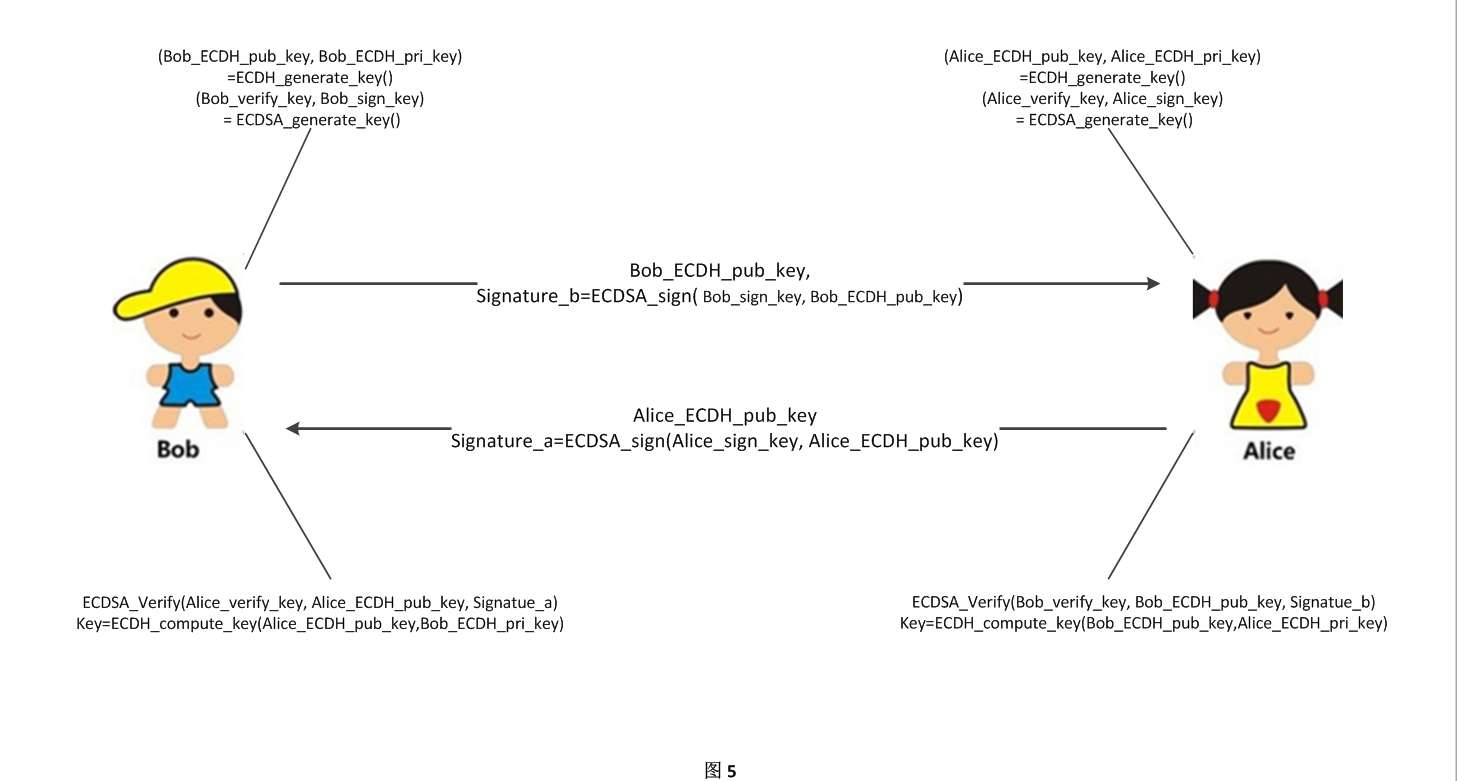 (Bob_ECDH_pub_key, Bob_ECDH_pri_key)
=ECDH_generate_key()
(Bob_verify_key, Bob_sign_key)
= ECDSA_generate_key()
(Alice_ECDH_pub_key, Alice_ECDH_pri_key)
=ECDH_generate_key()
(Alice_verify_key, Alice_sign_key)
= ECDSA_generate_key()
Bob_ECDH_pub_key,
Signature_b=ECDSA_sign( Bob_sign_key, Bob_ECDH_pub_key)
Alice_ECDH_pub_key
Signature_a=ECDSA_sign(Alice_sign_key, Alice_ECDH_pub_key)
Bob
Alice
ECDSA_Verify(Alice_verify_key, Alice_ECDH_pub_key, Signatue_a)
Key=ECDH_compute_key(Alice_ECDH_pub_key,Bob_ECDH_pri_key)
ECDSA_Verify(Bob_verify_key, Bob_ECDH_pub_key, Signatue_b)
Key=ECDH_compute_key(Bob_ECDH_pub_key,Alice_ECDH_pri_key)
图 5